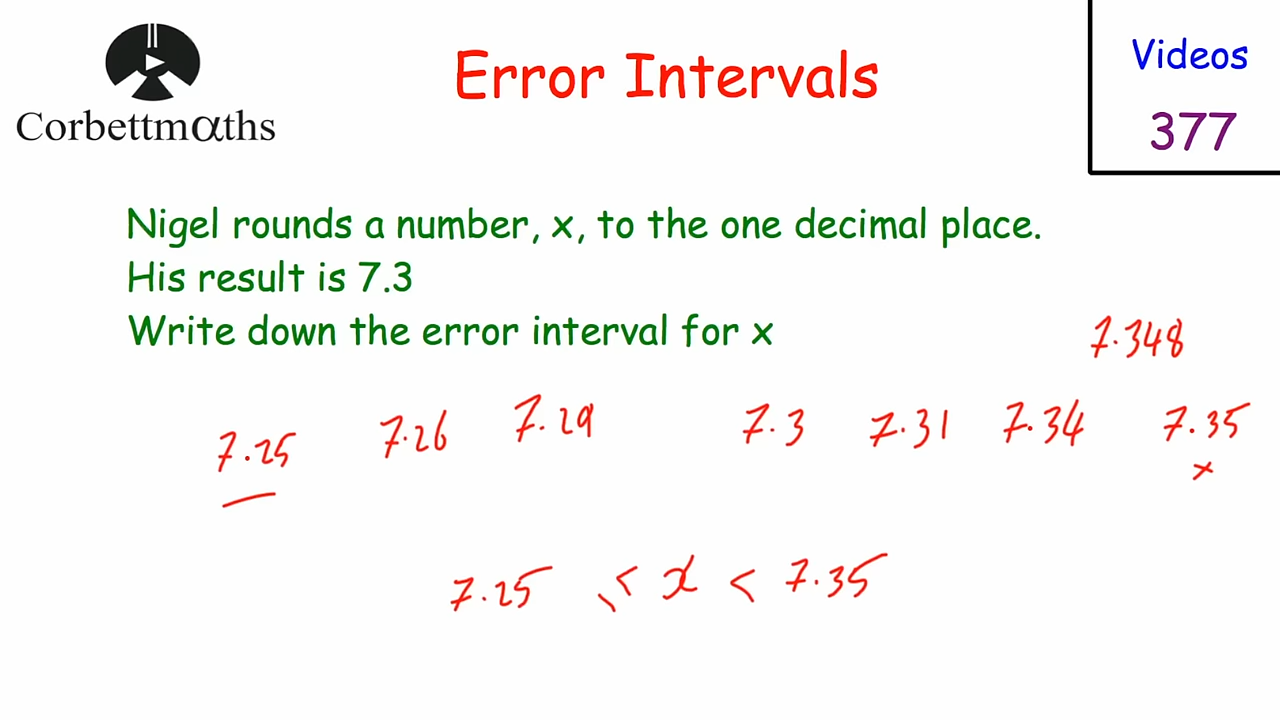 Corbettmαths
Error Intervals
Videos
377
Nigel rounds a number, x, to the one decimal place.
His result is 7.3
Write down the error interval for x
7.348
7.25 7.26 7.29 7.3 7.31 7.34 7.35
×
7.25 ≤ x < 7.35